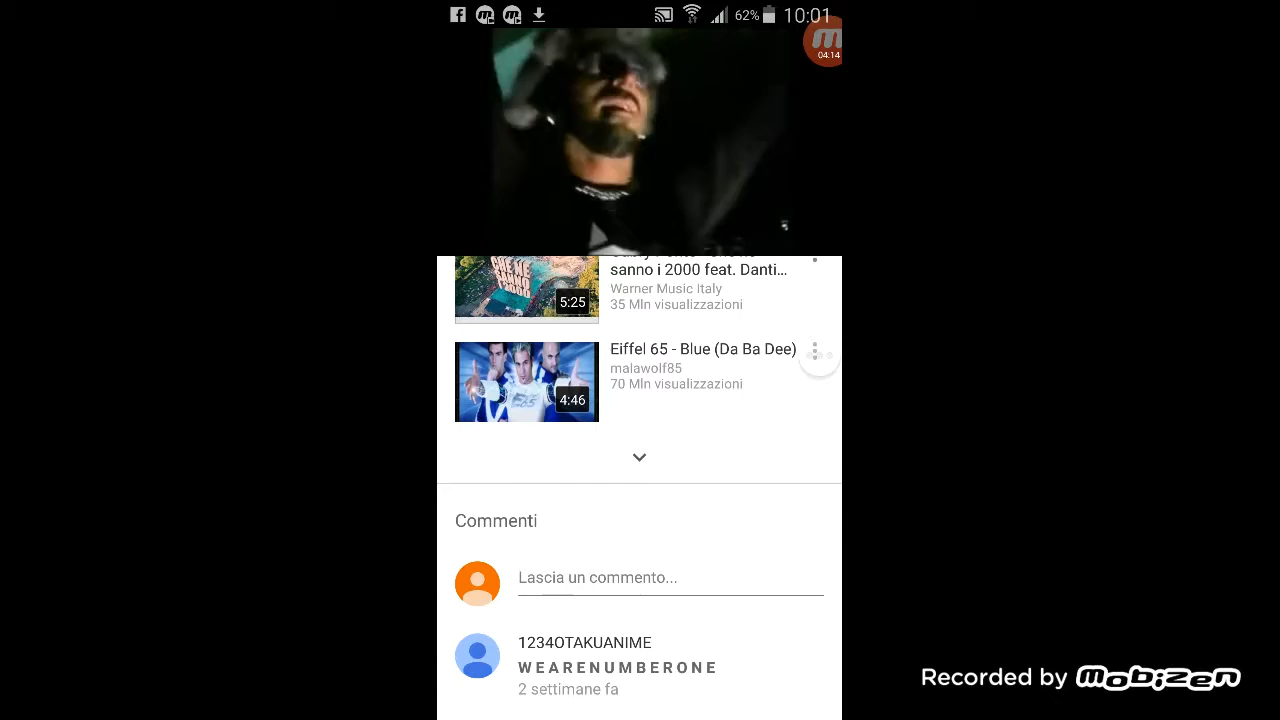 62% 10:01
04:14
sanno i 2000 feat. Danti...
Warner Music Italy
35 Mln visualizzazioni
5:25
Eiffel 65 - Blue (Da Ba Dee)
malawolf85
70 Mln visualizzazioni
4:46
Commenti
Lascia un commento...
1234OTAKUANIME
W E A R E N U M B E R O N E
2 settimane fa
Recorded by mobizen